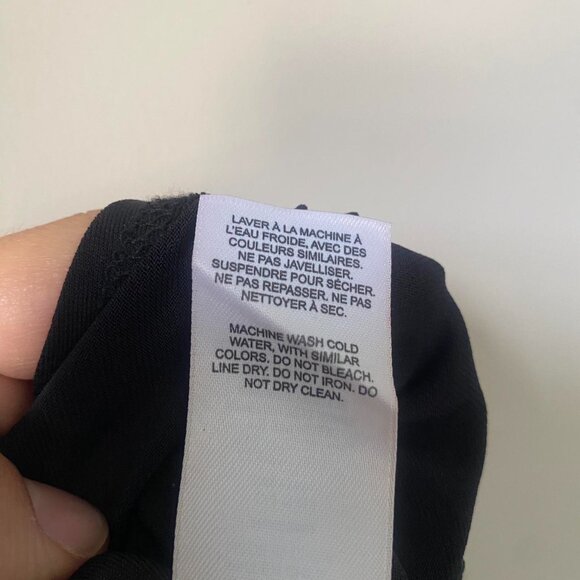 LAVER À LA MACHINE À
L'EAU FROIDE, AVEC DES
COULEURS SIMILAIRES.
NE PAS JAVELLISER.
SUSPENDRE POUR SÉCHER.
NE PAS REPASSER. NE PAS
NETTOYER À SEC.
MACHINE WASH COLD
WATER, WITH SIMILAR
COLORS. DO NOT BLEACH.
LINE DRY. DO NOT IRON. DO
NOT DRY CLEAN.